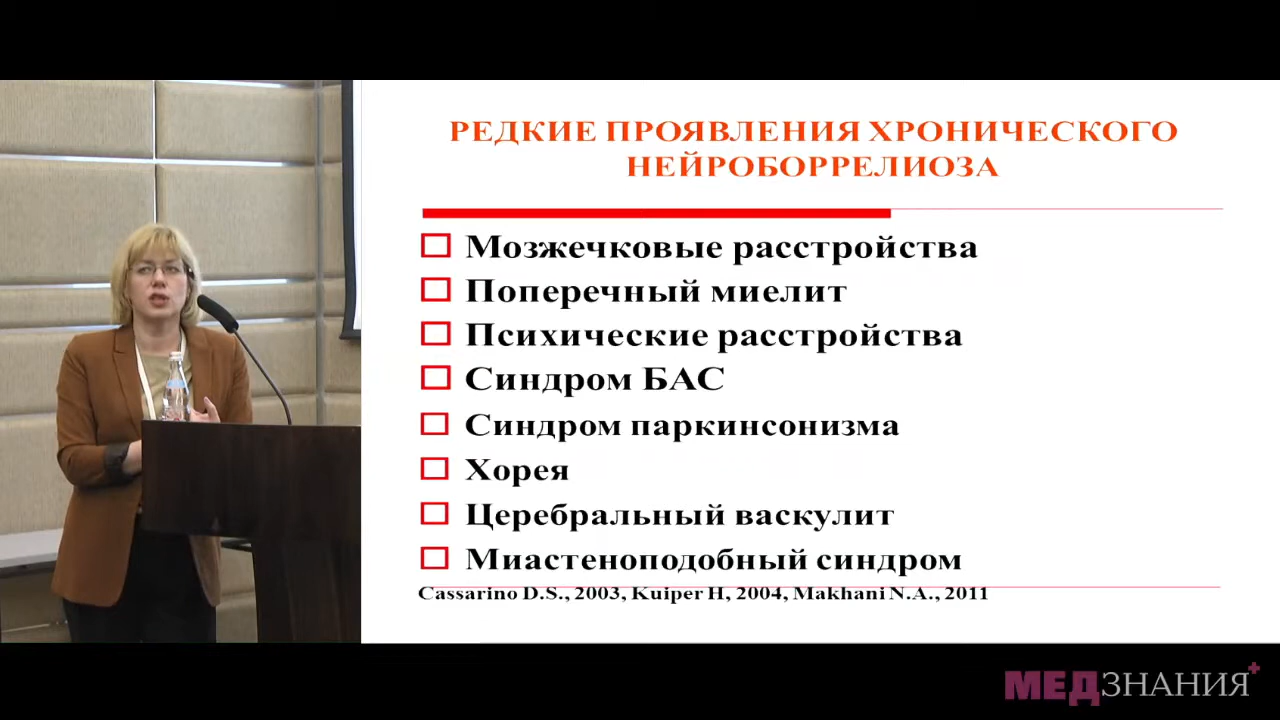 РЕДКИЕ ПРОЯВЛЕНИЯ ХРОНИЧЕСКОГО
НЕЙРОБОРРЕЛИОЗА
Мозжечковые расстройства
Поперечный миелит
Психические расстройства
Синдром БАС
Синдром паркинсонизма
Хорея
Церебральный васкулит
Миастеноподобный синдром
Cassarino D.S., 2003, Kuiper H, 2004, Makhani N.A., 2011
МЕДЗНАНИЯ+